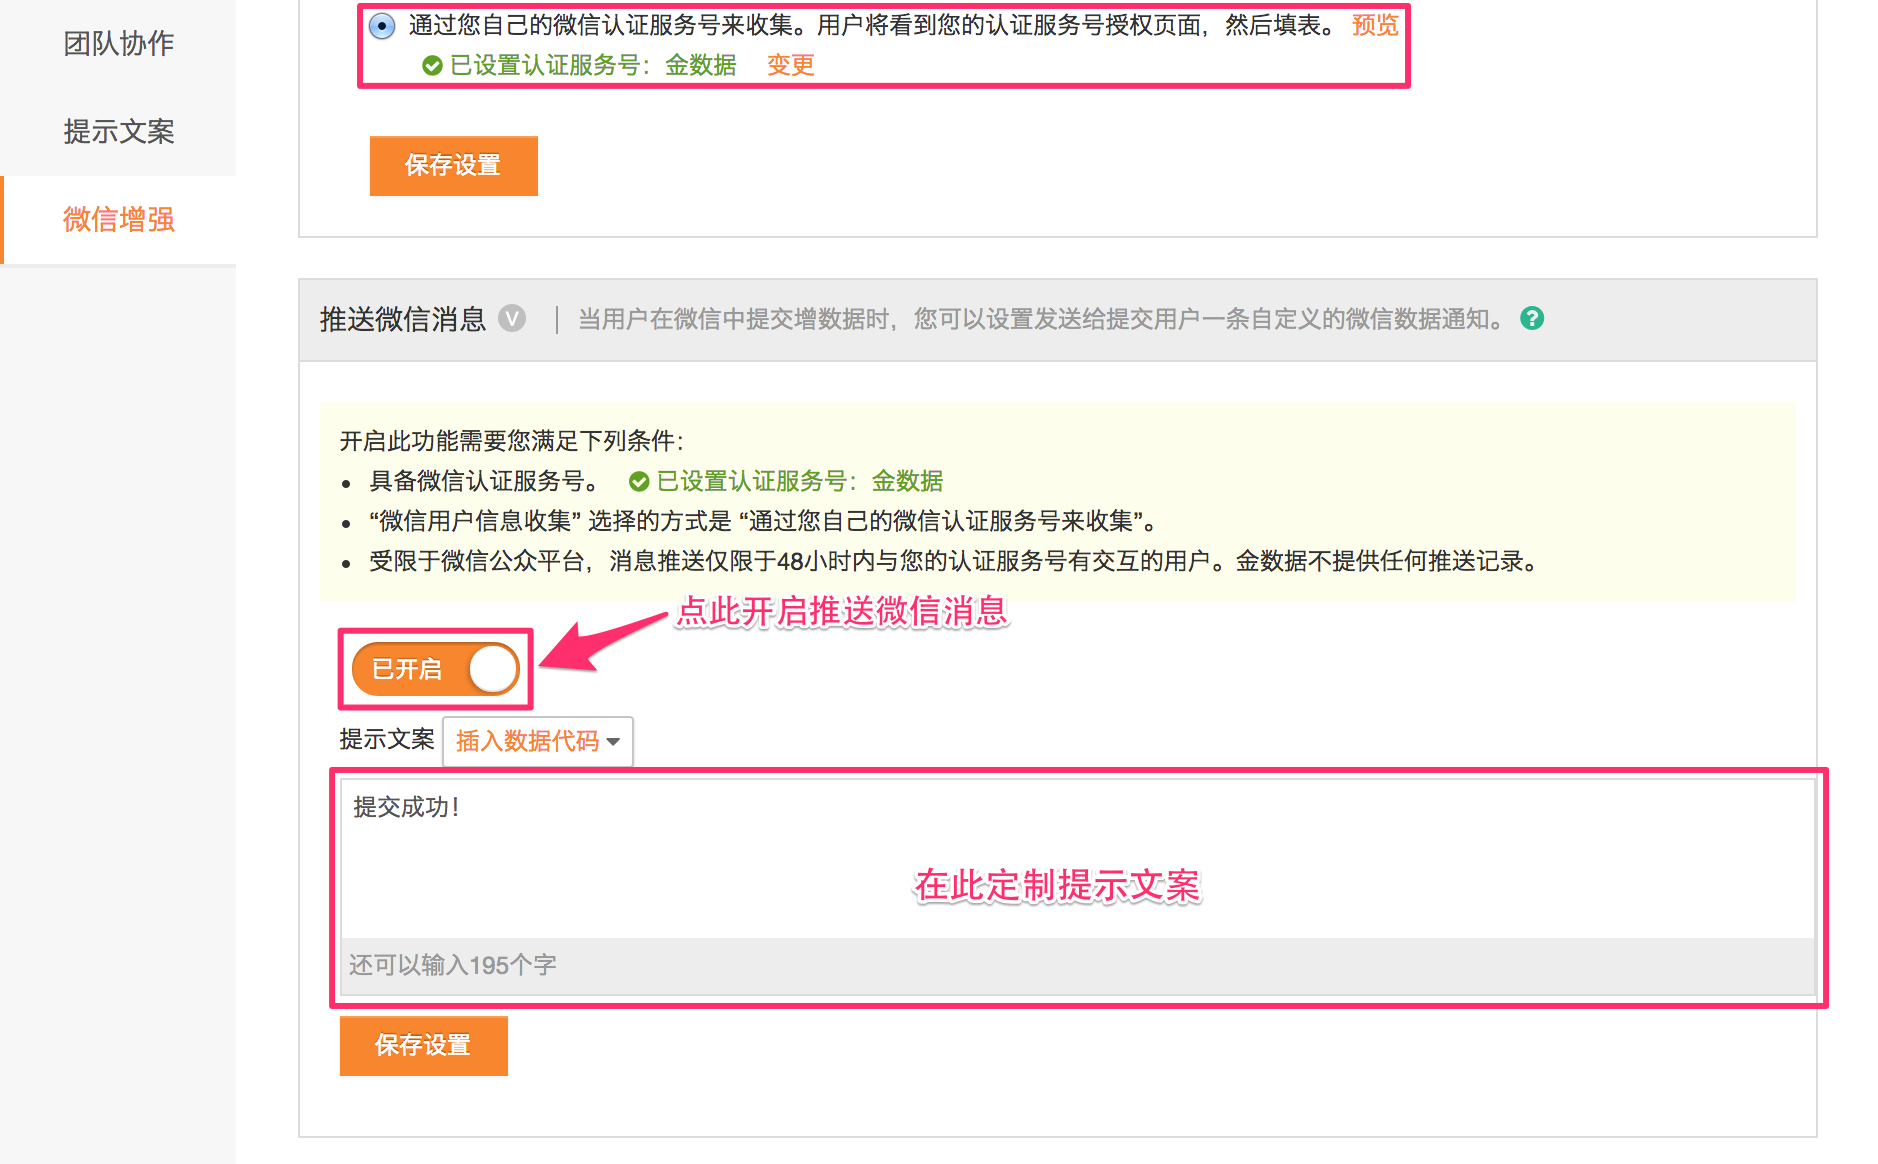 团队协作
提示文案
微信增强
通过您自己的微信认证服务号来收集。用户将看到您的认证服务号授权页面，然后填表。 预览
已设置认证服务号：金数据 变更
保存设置
推送微信消息 V | 当用户在微信中提交增数据时，您可以设置发送给提交用户一条自定义的微信数据通知。 ?
开启此功能需要您满足下列条件：
• 具备微信认证服务号。 已设置认证服务号：金数据
• “微信用户信息收集” 选择的方式是 “通过您自己的微信认证服务号来收集”。
• 受限于微信公众平台，消息推送仅限于48小时内与您的认证服务号有交互的用户。金数据不提供任何推送记录。
点此开启推送微信消息
已开启
提示文案 插入数据代码
提交成功！
在此定制提示文案
还可以输入195个字
保存设置